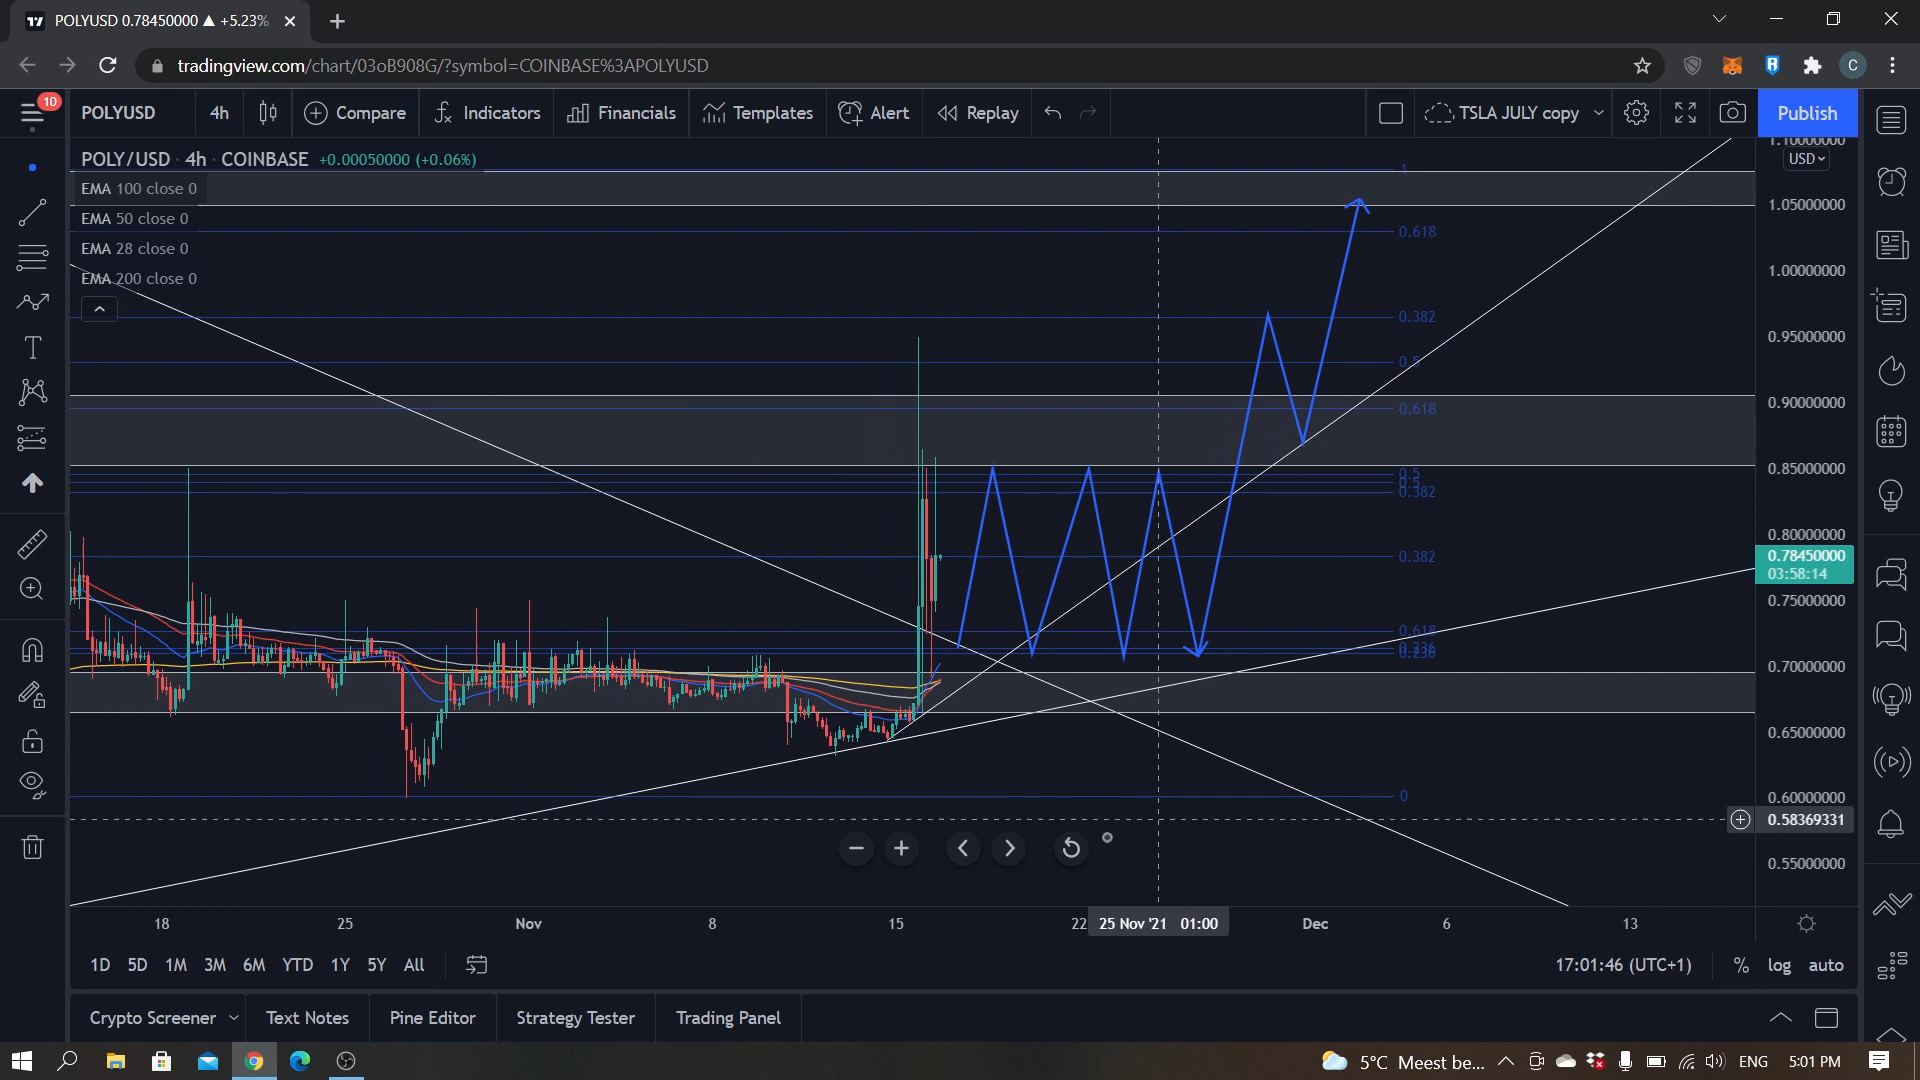 POLYUSD 0.78450000 ▲ +5.23%
tradingview.com/chart/03oB908G/?symbol=COINBASE%3APOLYUSD
C
10
POLYUSD 4h Compare Indicators Financials Templates Alert Replay TSLA JULY copy Publish
POLY/USD · 4h · COINBASE +0.00050000 (+0.06%)
EMA 100 close 0
EMA 50 close 0
EMA 28 close 0
EMA 200 close 0
1
0.618
0.382
0.5
0.618
0.5
0.382
0.382
0.618
0.236
0
1.10000000
USD
1.05000000
1.00000000
0.95000000
0.90000000
0.85000000
0.80000000
0.78450000
03:58:14
0.75000000
0.70000000
0.65000000
0.60000000
0.58369331
0.55000000
18 25 Nov 8 15 22 25 Nov '21 01:00 Dec 6 13
1D 5D 1M 3M 6M YTD 1Y 5Y All 17:01:46 (UTC+1) % log auto
Crypto Screener Text Notes Pine Editor Strategy Tester Trading Panel
5°C Meest be... ENG 5:01 PM